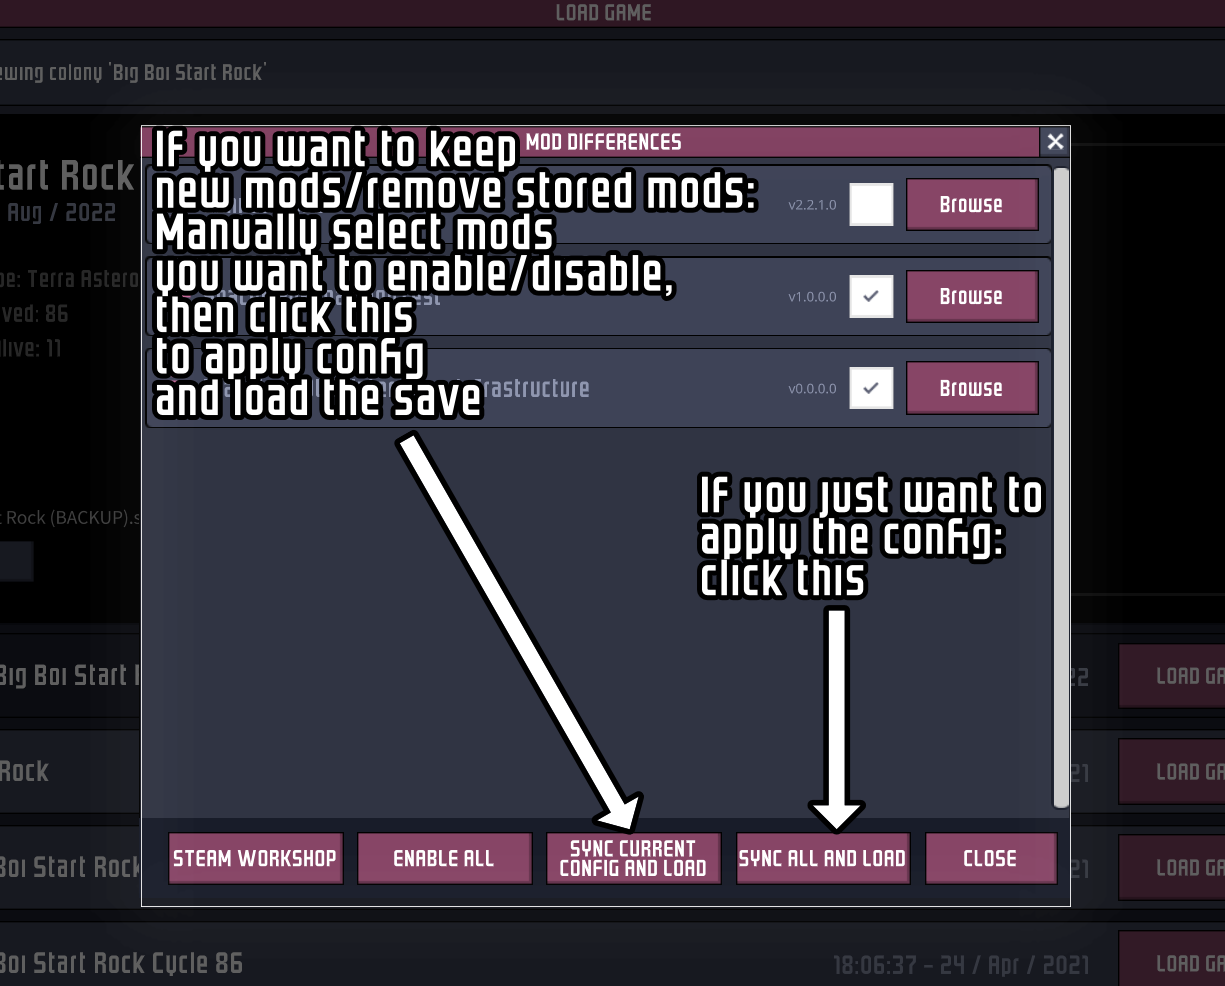 LOAD GAME
ewing colony 'Big Boi Start Rock'
MOD DIFFERENCES
If you want to keep
new mods/remove stored mods:
Manually select mods
you want to enable/disable,
then click this
to apply config
and load the save
tart Rock
Aug / 2022
v2.2.1.0
Browse
pe: Terra Astero
ved: 86
live: 11
v1.0.0.0
Browse
frastructure
v0.0.0.0
Browse
If you just want to
apply the config:
click this
t Rock (BACKUP).s
Big Boi Start
22
LOAD GA
Rock
21
LOAD GA
Boi Start Rock
21
LOAD GA
STEAM WORKSHOP
ENABLE ALL
SYNC CURRENT
CONFIG AND LOAD
SYNC ALL AND LOAD
CLOSE
Boi Start Rock Cycle 86
18:06:37 - 24 / Apr / 2021
LOAD GA